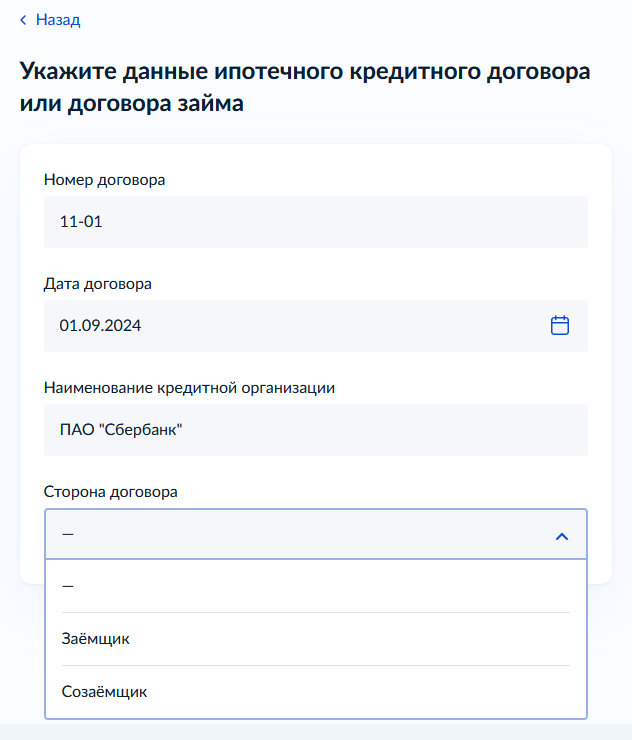 Назад
Укажите данные ипотечного кредитного договора
или договора займа
Номер договора
11-01
Дата договора
01.09.2024
Наименование кредитной организации
ПАО "Сбербанк"
Сторона договора
—
—
Заёмщик
Созаёмщик